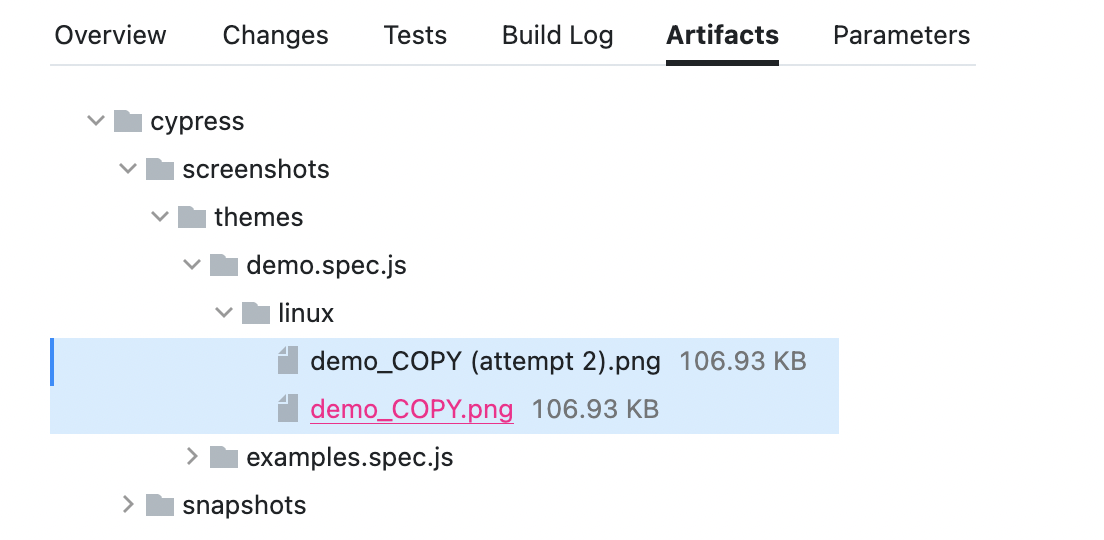 Overview Changes Tests Build Log Artifacts Parameters
cypress
screenshots
themes
demo.spec.js
linux
demo_COPY (attempt 2).png 106.93 KB
demo_COPY.png 106.93 KB
examples.spec.js
snapshots